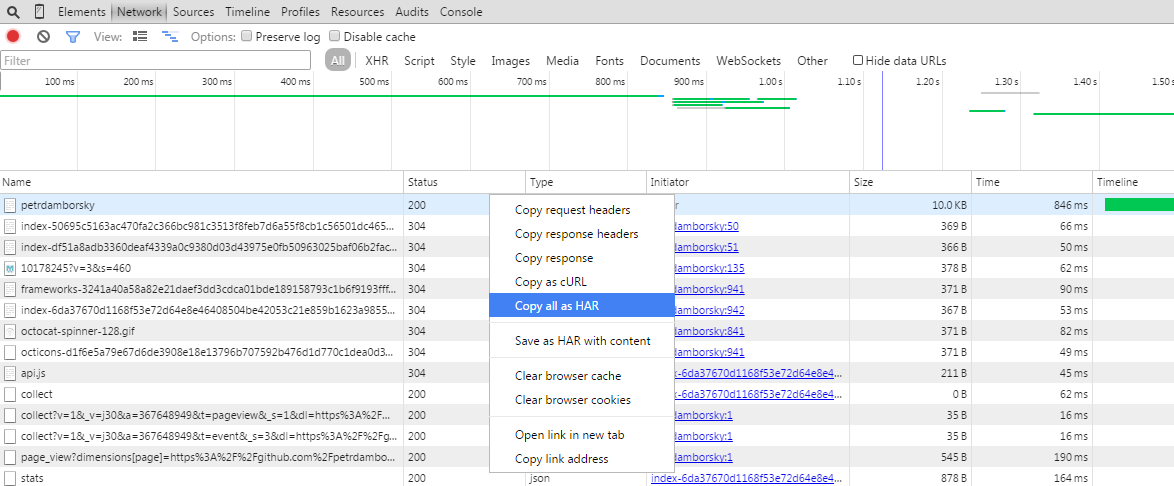 Elements Network Sources Timeline Profiles Resources Audits Console
View: Options: Preserve log Disable cache
Filter All XHR Script Style Images Media Fonts Documents WebSockets Other Hide data URLs
100 ms 200 ms 300 ms 400 ms 500 ms 600 ms 700 ms 800 ms 900 ms 1.00 s 1.10 s 1.20 s 1.30 s 1.40 s 1.50
Name Status Type Initiator Size Time Timeline
petrdamborsky 200 r 10.0 KB 846 ms
index-50695c5163ac470fa2c366bc981c3513f8feb7d6a55f8cb1c56501dc465... 304 damborsky:50 369 B 66 ms
index-df51a8adb3360deaf4339a0c9380d03d43975e0fb50963025baf06b2fac... 304 damborsky:51 366 B 50 ms
10178245?v=3&s=460 304 damborsky:135 378 B 62 ms
frameworks-3241a40a58a82e21daef3dd3cdca01bde189158793c1b6f9193fff... 304 damborsky:941 371 B 90 ms
index-6da37670d1168f53e72d64e8e46408504be42053c21e859b1623a9855... 304 damborsky:942 367 B 53 ms
octocat-spinner-128.gif 304 damborsky:841 371 B 82 ms
octicons-d1f6e5a79e67d6de3908e18e13796b707592b476d1d770c1dea0d3... 304 damborsky:941 371 B 49 ms
api.js 304 index-6da37670d1168f53e72d64e8e4... 211 B 45 ms
collect 200 index-6da37670d1168f53e72d64e8e4... 0 B 62 ms
collect?v=1&_v=j30&a=367648949&t=pageview&_s=1&dl=https%3A%2F... 200 damborsky:1 35 B 16 ms
collect?v=1&_v=j30&a=367648949&t=event&_s=3&dl=https%3A%2F%2Fg... 200 damborsky:1 35 B 16 ms
page_view?dimensions[page]=https%3A%2F%2Fgithub.com%2Fpetrdambo... 200 damborsky:1 545 B 190 ms
stats 200 json index-6da37670d1168f53e72d64e8e4... 878 B 164 ms
Copy request headers
Copy response headers
Copy response
Copy as cURL
Copy all as HAR
Save as HAR with content
Clear browser cache
Clear browser cookies
Open link in new tab
Copy link address